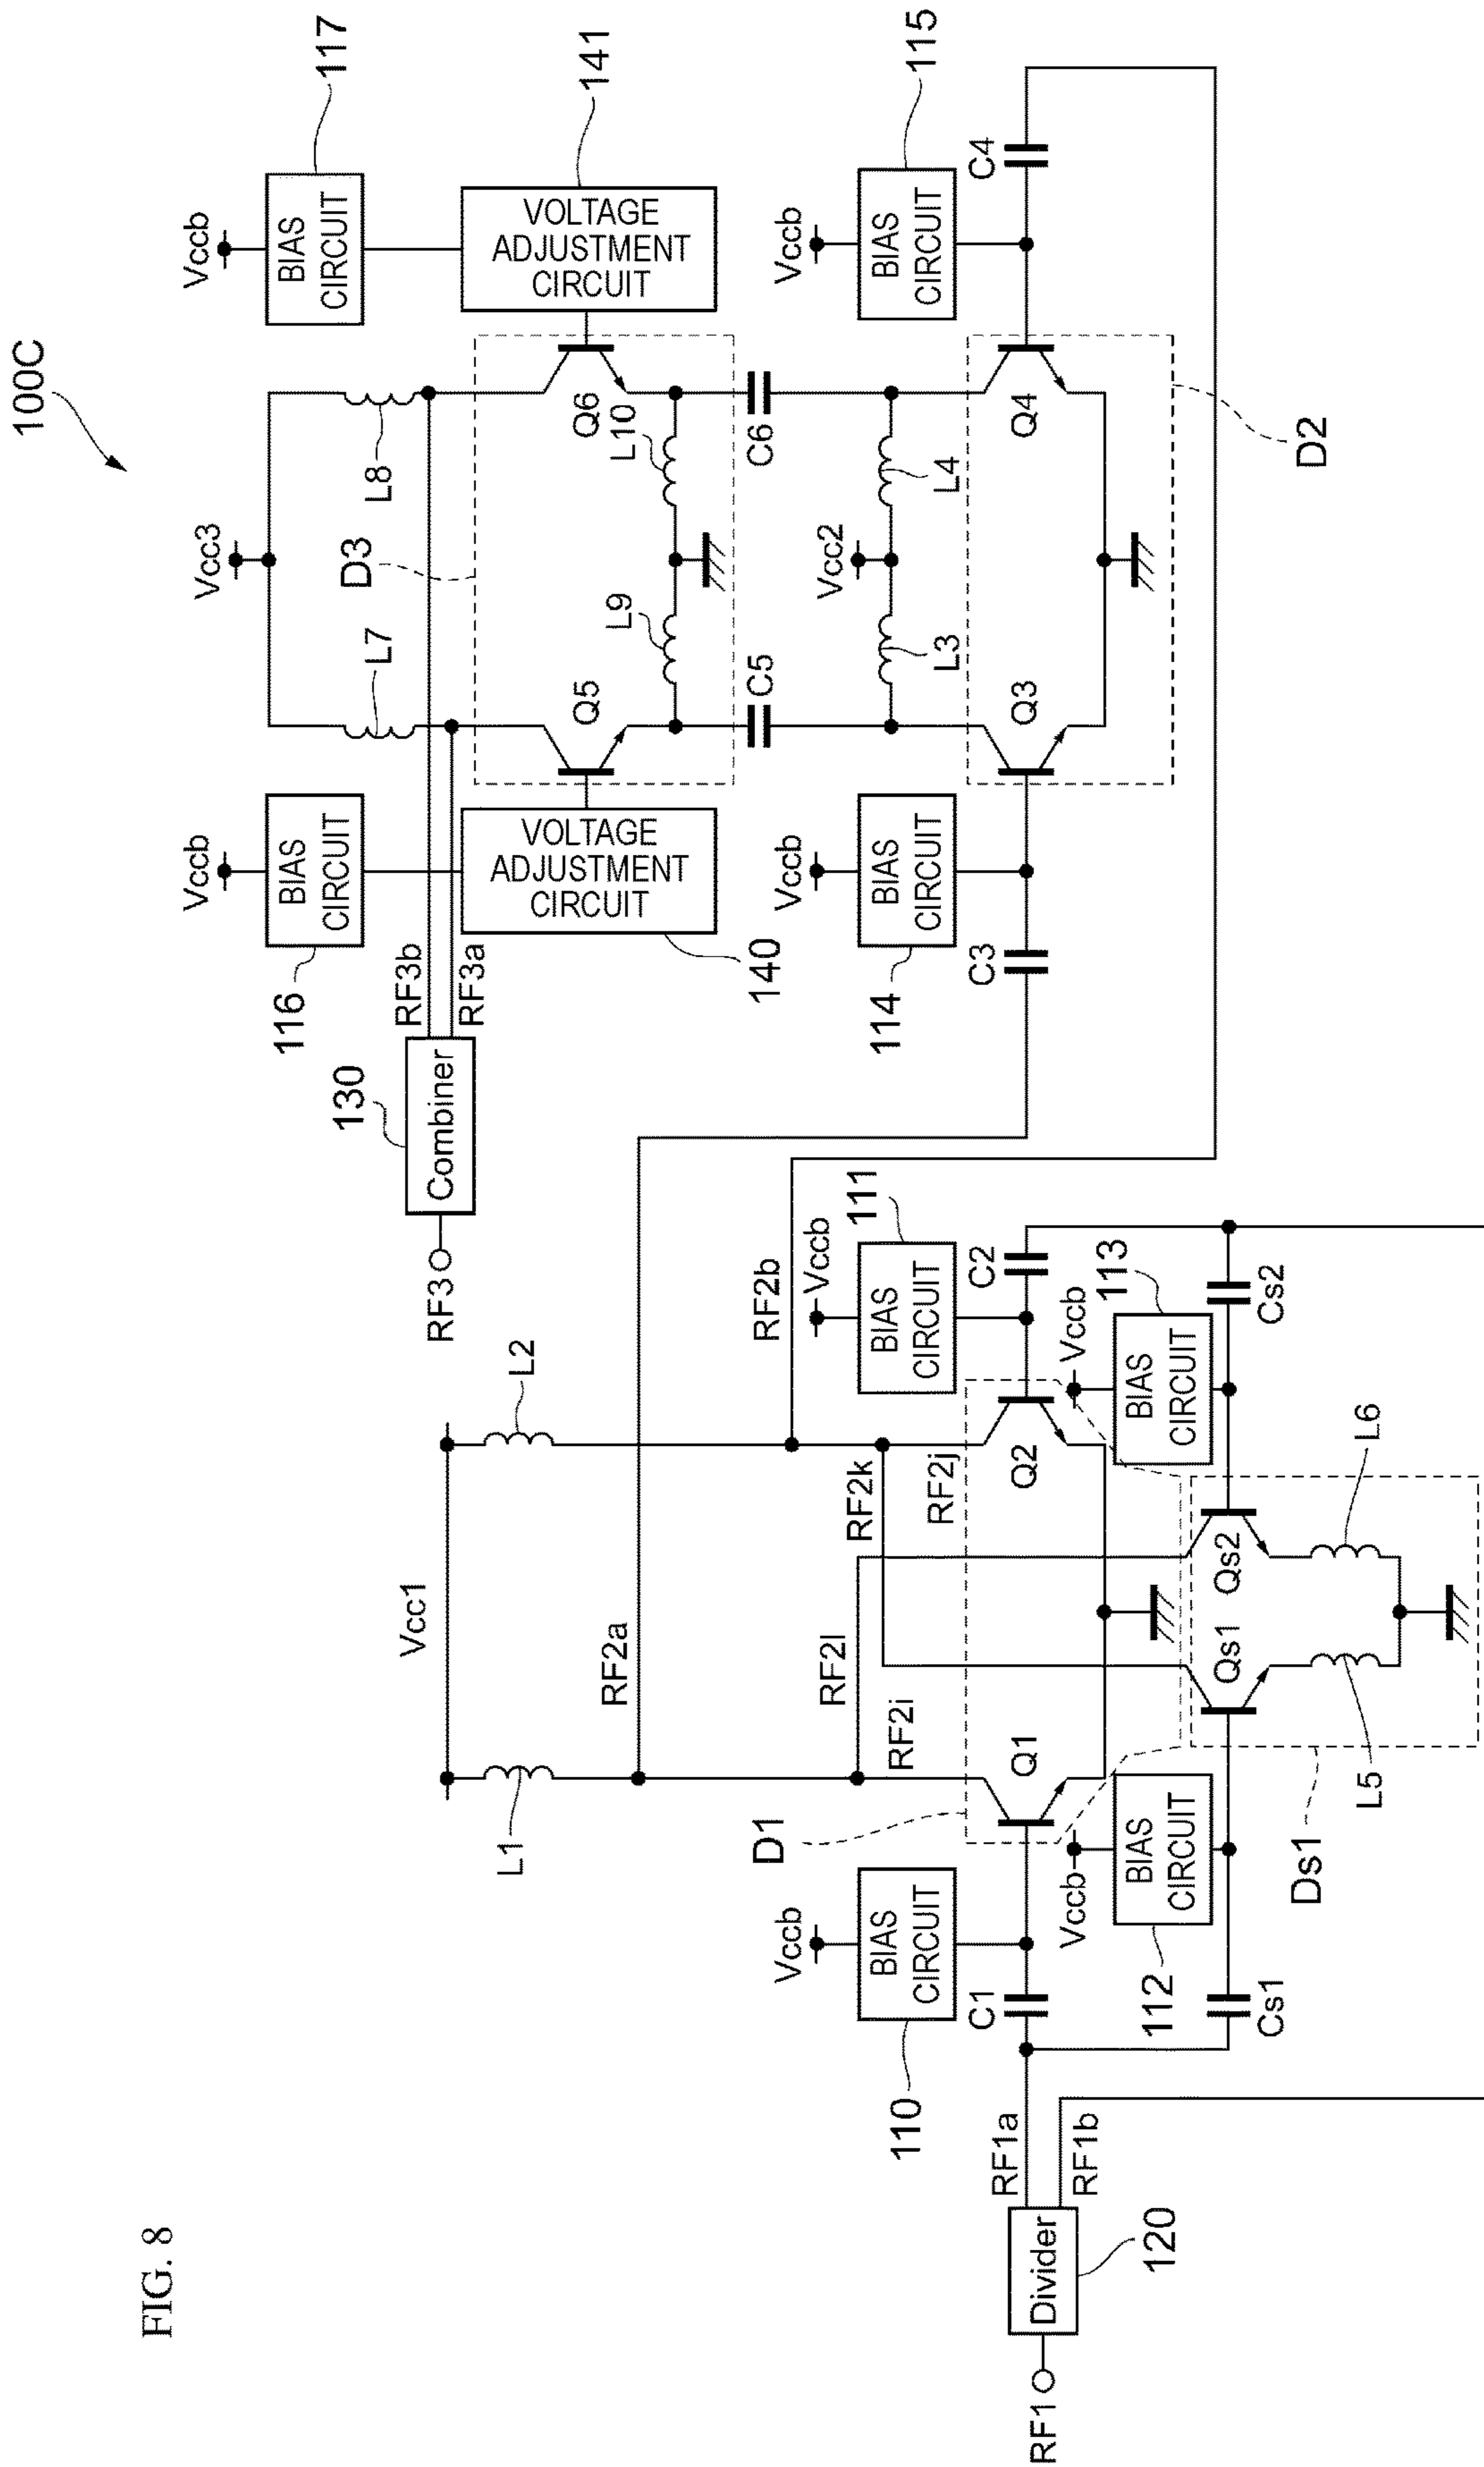 FIG. 8
100C
Vccb
BIAS CIRCUIT
116
Vcc3
L7
L8
Vccb
BIAS CIRCUIT
117
130
Combiner
RF3
RF3b
RF3a
VOLTAGE ADJUSTMENT CIRCUIT
140
D3
Q5
Q6
VOLTAGE ADJUSTMENT CIRCUIT
141
L9
L10
C5
C6
Vcc2
L3
L4
Vccb
BIAS CIRCUIT
114
C3
Q3
Q4
D2
Vccb
BIAS CIRCUIT
115
C4
Vcc1
L1
L2
RF2a
RF2b
RF2l
RF2k
RF2i
RF2j
D1
Q1
Q2
Vccb
BIAS CIRCUIT
110
C1
Vccb
BIAS CIRCUIT
111
C2
Vccb
BIAS CIRCUIT
112
Cs1
Vccb
BIAS CIRCUIT
113
Cs2
Qs1
Qs2
L5
L6
Ds1
RF1
Divider
120
RF1a
RF1b